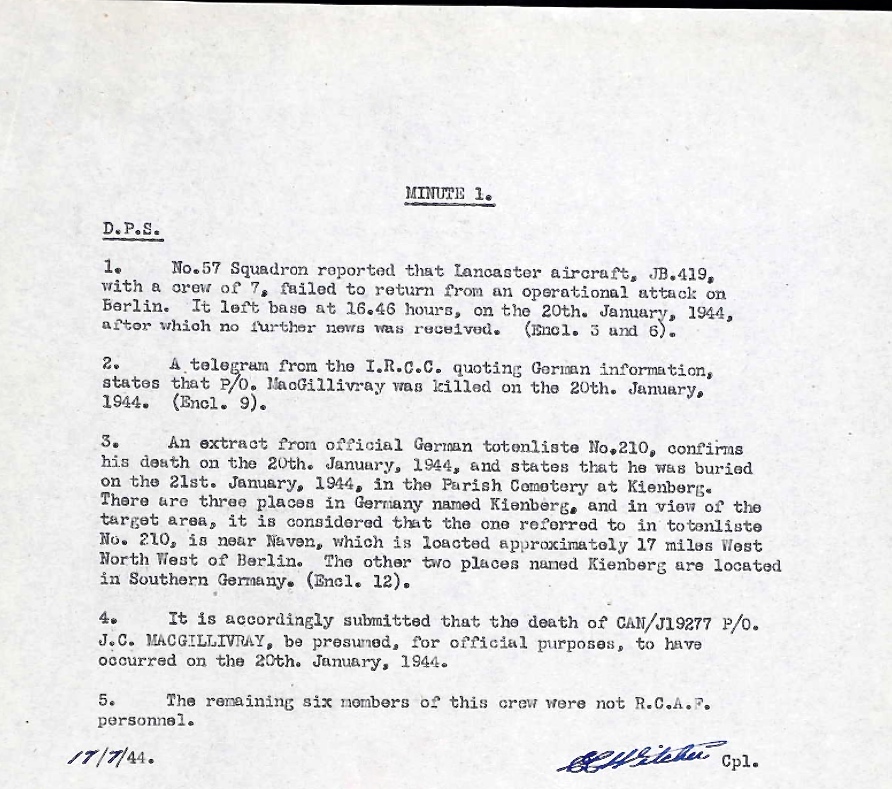 MINUTE 1.
D.P.S.
1. No.57 Squadron reported that Lancaster aircraft, JB.419,
with a crew of 7, failed to return from an operational attack on
Berlin. It left base at 16.46 hours, on the 20th. January, 1944,
after which no further news was received. (Encl. 3 and 6).
2. A telegram from the I.R.C.C. quoting German information,
states that P/O. MacGillivray was killed on the 20th. January,
1944. (Encl. 9).
3. An extract from official German totenliste No.210, confirms
his death on the 20th. January, 1944, and states that he was buried
on the 21st. January, 1944, in the Parish Cemetery at Kienberg.
There are three places in Germany named Kienberg, and in view of the
target area, it is considered that the one referred to in totenliste
No. 210, is near Naven, which is loacted approximately 17 miles West
North West of Berlin. The other two places named Kienberg are located
in Southern Germany. (Encl. 12).
4. It is accordingly submitted that the death of CAN/J19277 P/O.
J.C. MACGILLIVRAY, be presumed, for official purposes, to have
occurred on the 20th. January, 1944.
5. The remaining six members of this crew were not R.C.A.F.
personnel.
17/7/44. Cpl.